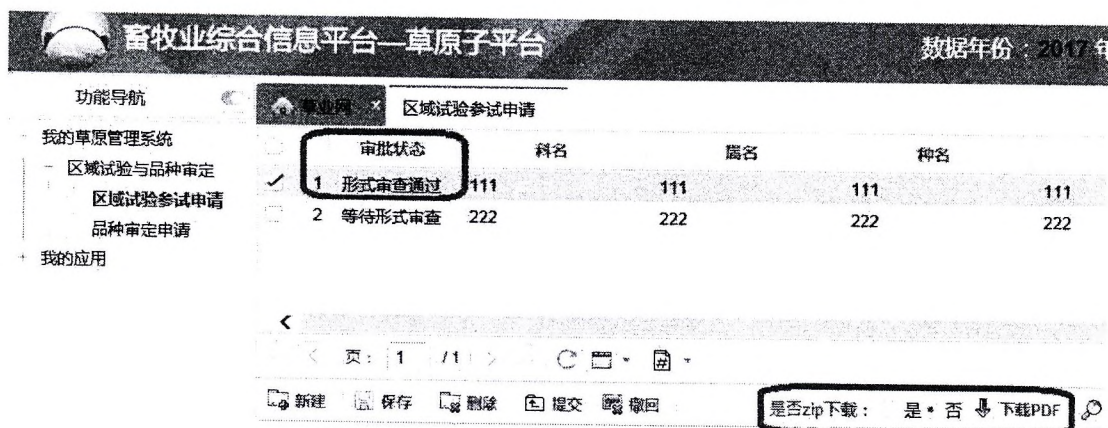 畜牧业综合信息平台—草原子平台
数据年份：2017 年
功能导航
草业网 × 区域试验参试申请
我的草原管理系统
区域试验与品种审定
区域试验参试申请
品种审定申请
我的应用
审批状态 科名 属名 种名
1 形式审查通过 111 111 111 111
2 等待形式审查 222 222 222 222
页： 1 /1
新建 保存 删除 提交 撤回 是否zip下载： 是 否 下载PDF